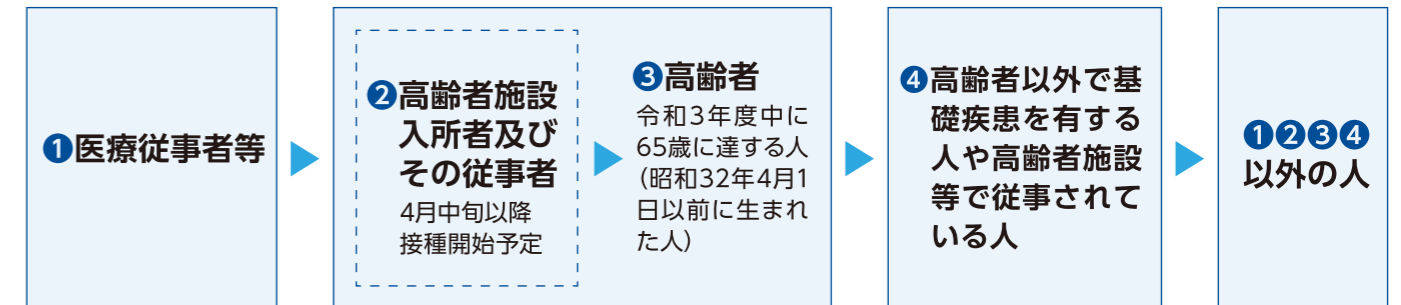 ❶医療従事者等
❷高齢者施設
入所者及び
その従事者
4月中旬以降
接種開始予定
❸高齢者
令和3年度中に
65歳に達する人
（昭和32年4月1
日以前に生まれ
た人）
❹高齢者以外で基
礎疾患を有する
人や高齢者施設
等で従事されて
いる人
❶❷❸❹
以外の人